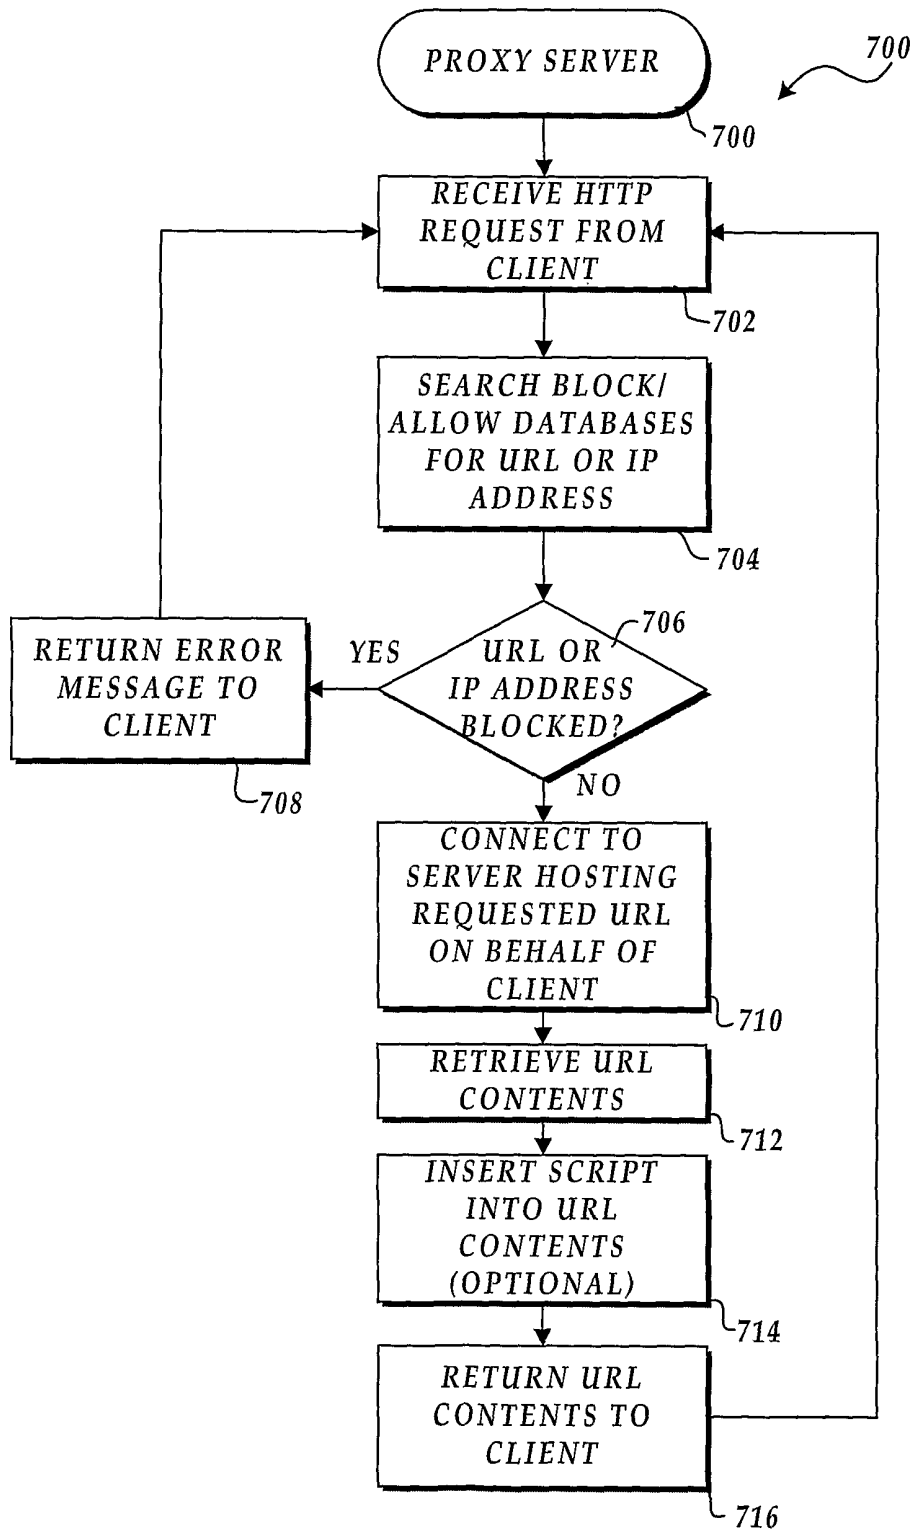 PROXY SERVER
700
700
RECEIVE HTTP
REQUEST FROM
CLIENT
702
SEARCH BLOCK/
ALLOW DATABASES
FOR URL OR IP
ADDRESS
704
706
URL OR
IP ADDRESS
BLOCKED?
YES
RETURN ERROR
MESSAGE TO
CLIENT
708
NO
CONNECT TO
SERVER HOSTING
REQUESTED URL
ON BEHALF OF
CLIENT
710
RETRIEVE URL
CONTENTS
712
INSERT SCRIPT
INTO URL
CONTENTS
(OPTIONAL)
714
RETURN URL
CONTENTS TO
CLIENT
716